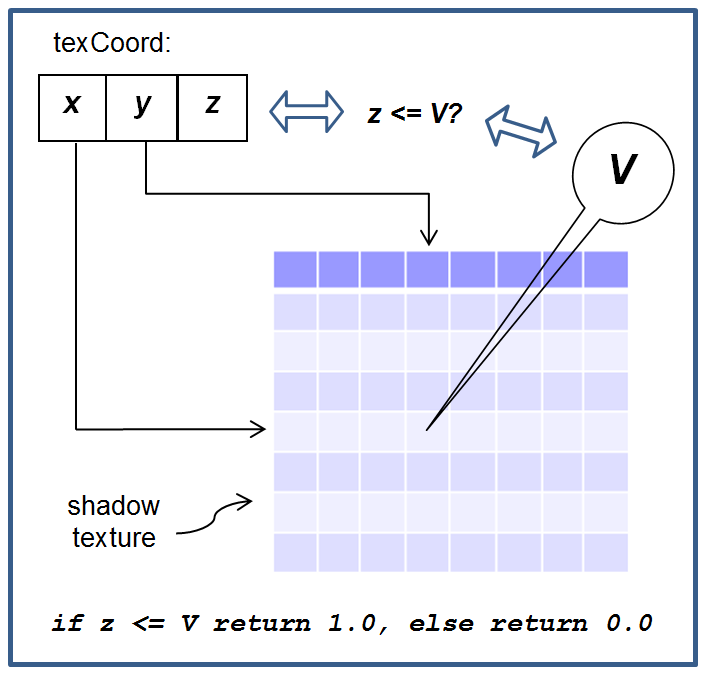 texCoord:
x y z
z <= V?
V
shadow
texture
if z <= V return 1.0, else return 0.0